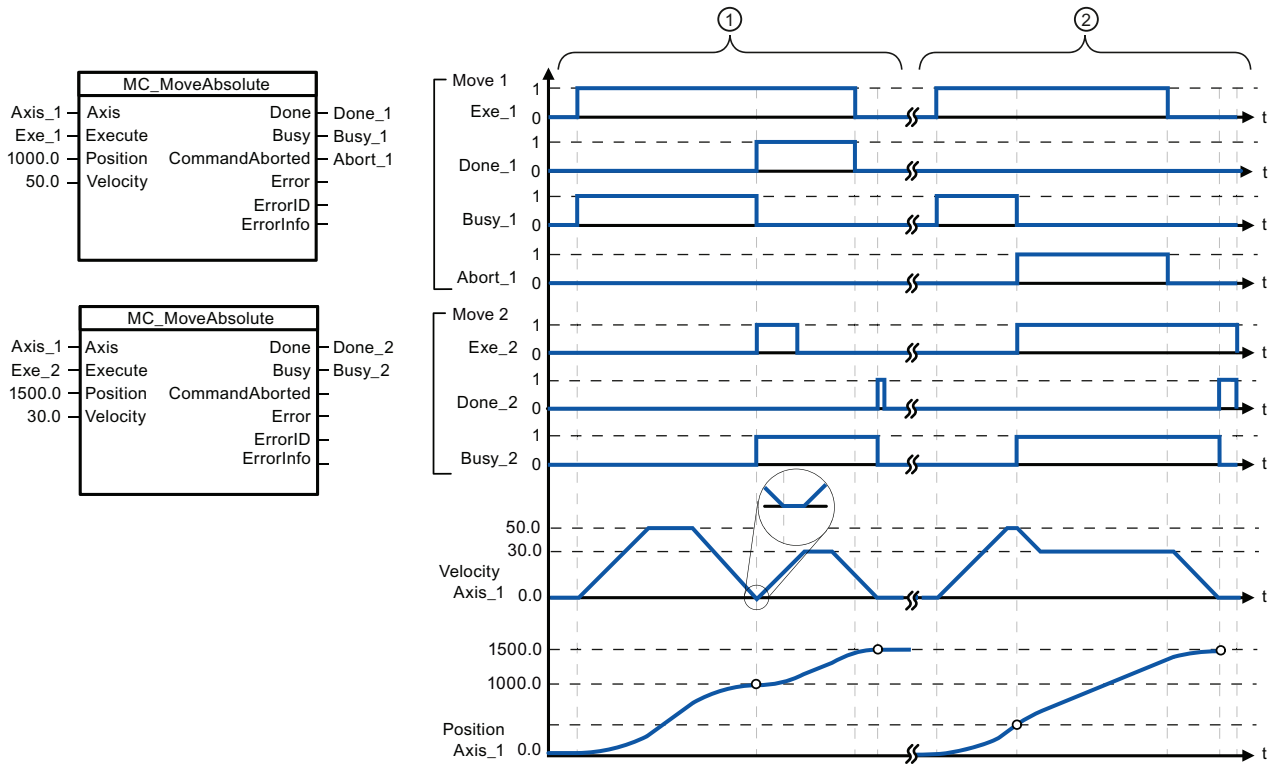 MC_MoveAbsolute
Axis_1 Axis Done Done_1
Exe_1 Execute Busy Busy_1
1000.0 Position CommandAborted Abort_1
50.0 Velocity Error
ErrorID
ErrorInfo
MC_MoveAbsolute
Axis_1 Axis Done Done_2
Exe_2 Execute Busy Busy_2
1500.0 Position CommandAborted
30.0 Velocity Error
ErrorID
ErrorInfo
1 2
Move 1
1
Exe_1 0 t
1
Done_1 0 t
1
Busy_1 0 t
1
Abort_1 0 t
Move 2
1
Exe_2 0 t
1
Done_2 0 t
1
Busy_2 0 t
50.0
30.0
Velocity
Axis_1 0.0 t
1500.0
1000.0
Position
Axis_1 0.0 t